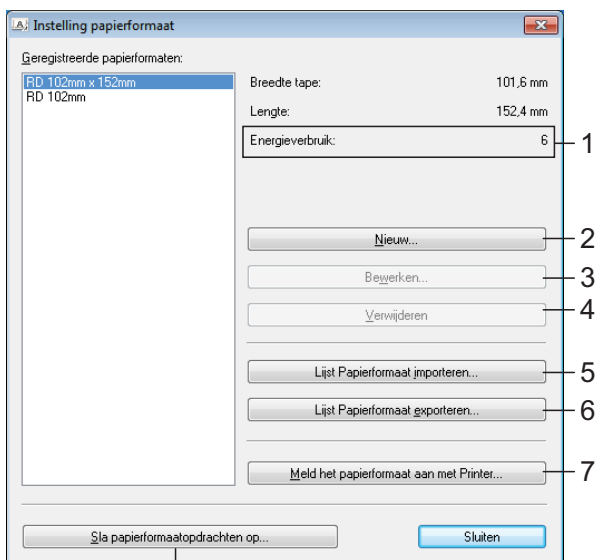 Instelling papierformaat
Geregistreerde papierformaten:
RD 102mm x 152mm
RD 102mm
Breedte tape: 101,6 mm
Lengte: 152,4 mm
Energieverbruik: 6
1
Nieuw...
2
Bewerken...
3
Verwijderen
4
Lijst Papierformaat importeren...
5
Lijst Papierformaat exporteren...
6
Meld het papierformaat aan met Printer...
7
Sla papierformaatopdrachten op...
Sluiten